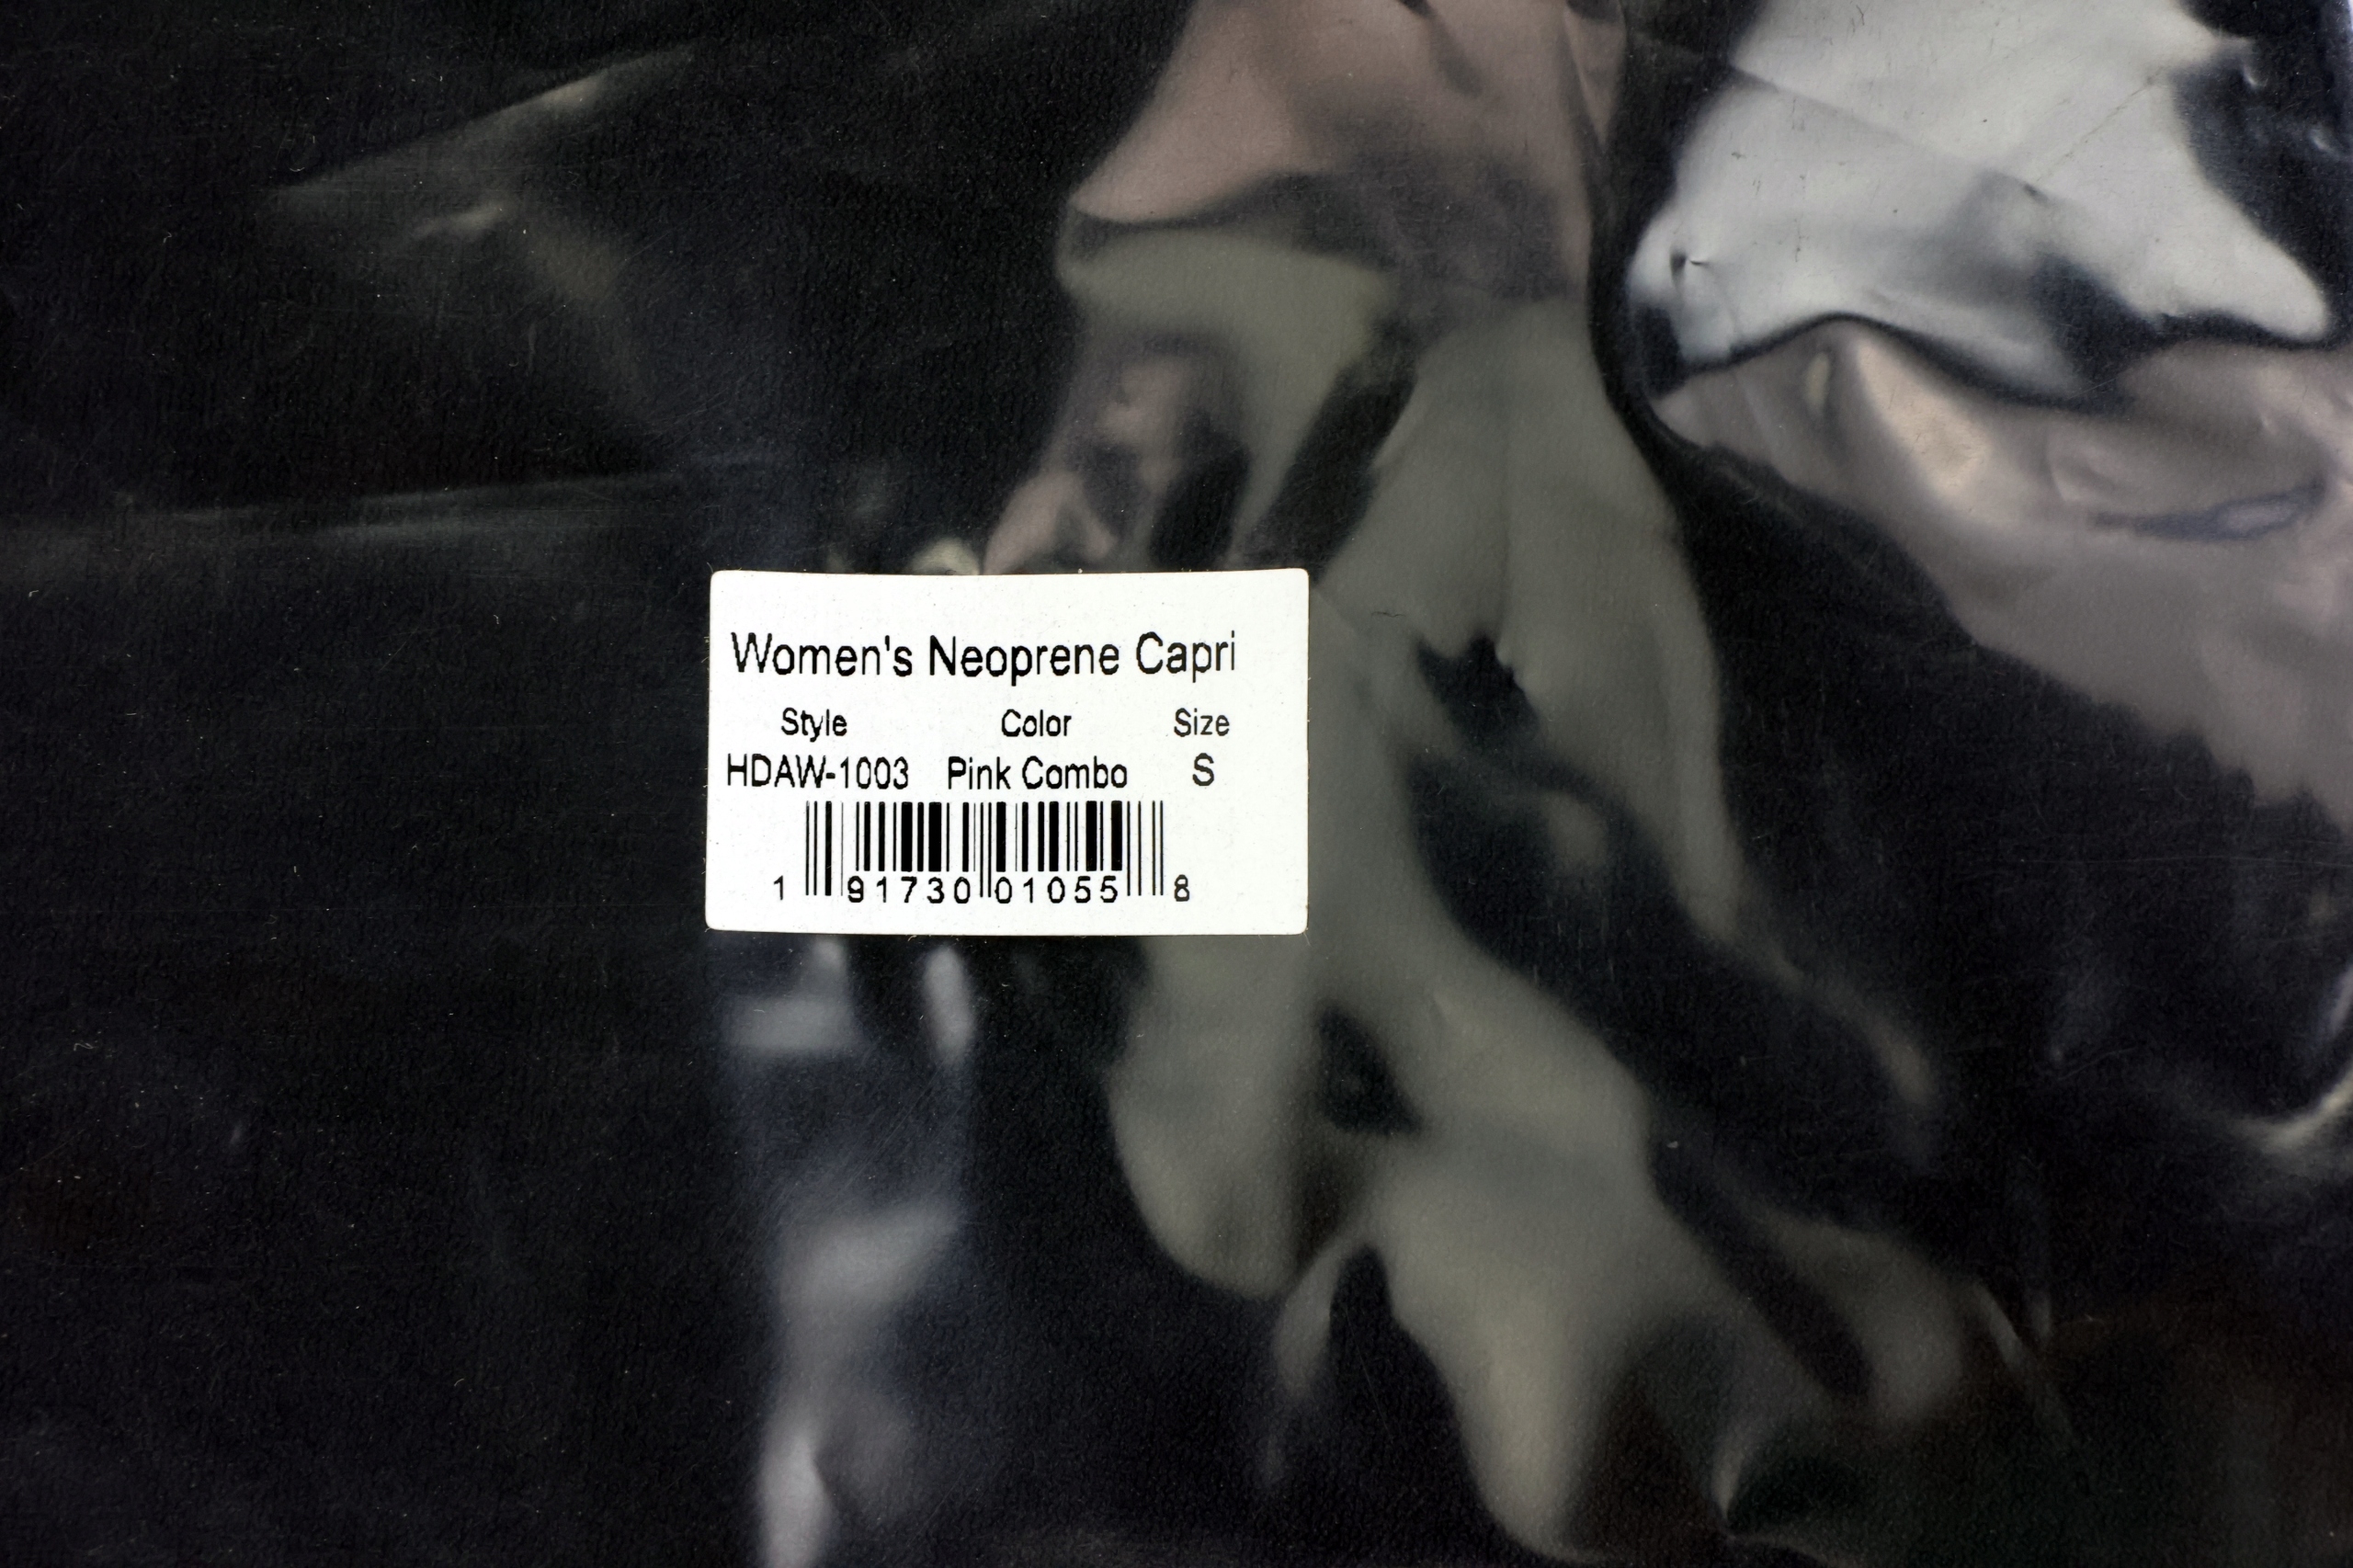 Women's Neoprene Capri
Style Color Size
HDAW-1003 Pink Combo S
1 91730 01055 8